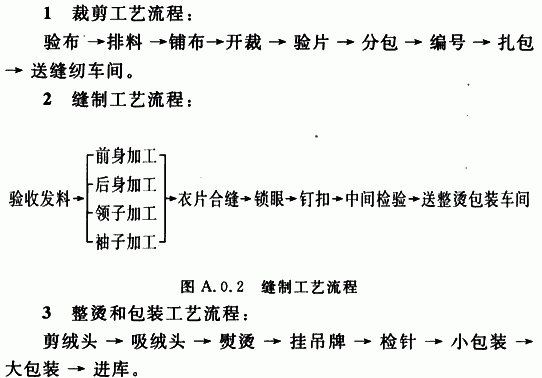 1 裁剪工艺流程：
验布→排料→铺布→开裁→验片→分包→编号→扎包
→送缝纫车间。
2 缝制工艺流程：
前身加工
后身加工
验收发料→
领子加工
袖子加工
→衣片合缝→锁眼→钉扣→中间检验→送整烫包装车间
图 A.0.2 缝制工艺流程
3 整烫和包装工艺流程：
剪绒头→吸绒头→熨烫→挂吊牌→检针→小包装→
大包装→进库。